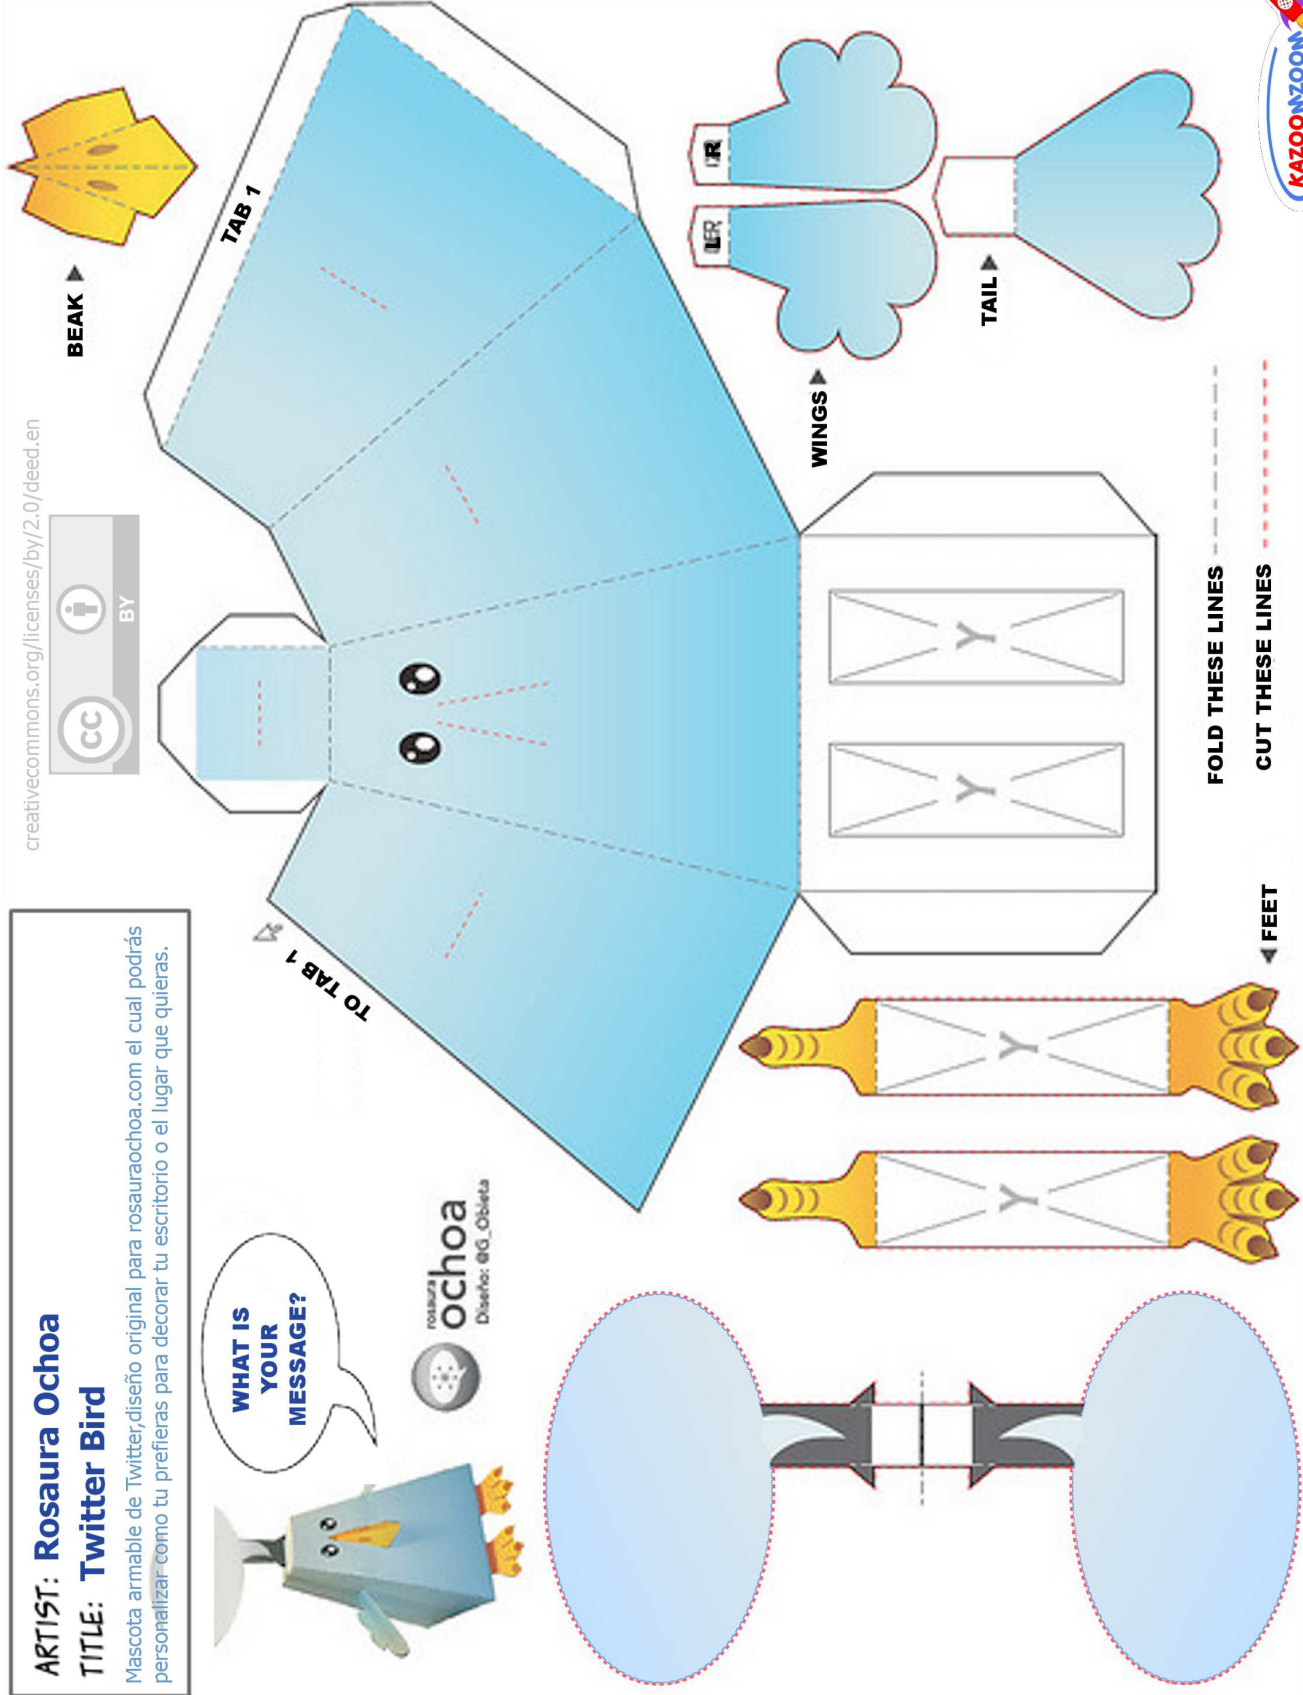 ARTIST: Rosaura Ochoa
TITLE: Twitter Bird
Mascota armable de Twitter,diseño original para rosauraochoa.com el cual podrás
personalizar como tu prefieras para decorar tu escritorio o el lugar que quieras.
creativecommons.org/licenses/by/2.0/deed.en
CC
BY
BEAK
WHAT IS
YOUR
MESSAGE?
rosaura
ochoa
Diseño: @G_Obieta
TO TAB 1
TAB 1
L
R
WINGS
TAIL
Y
Y
Y
Y
FEET
FOLD THESE LINES
CUT THESE LINES
KAZOOMZOOM